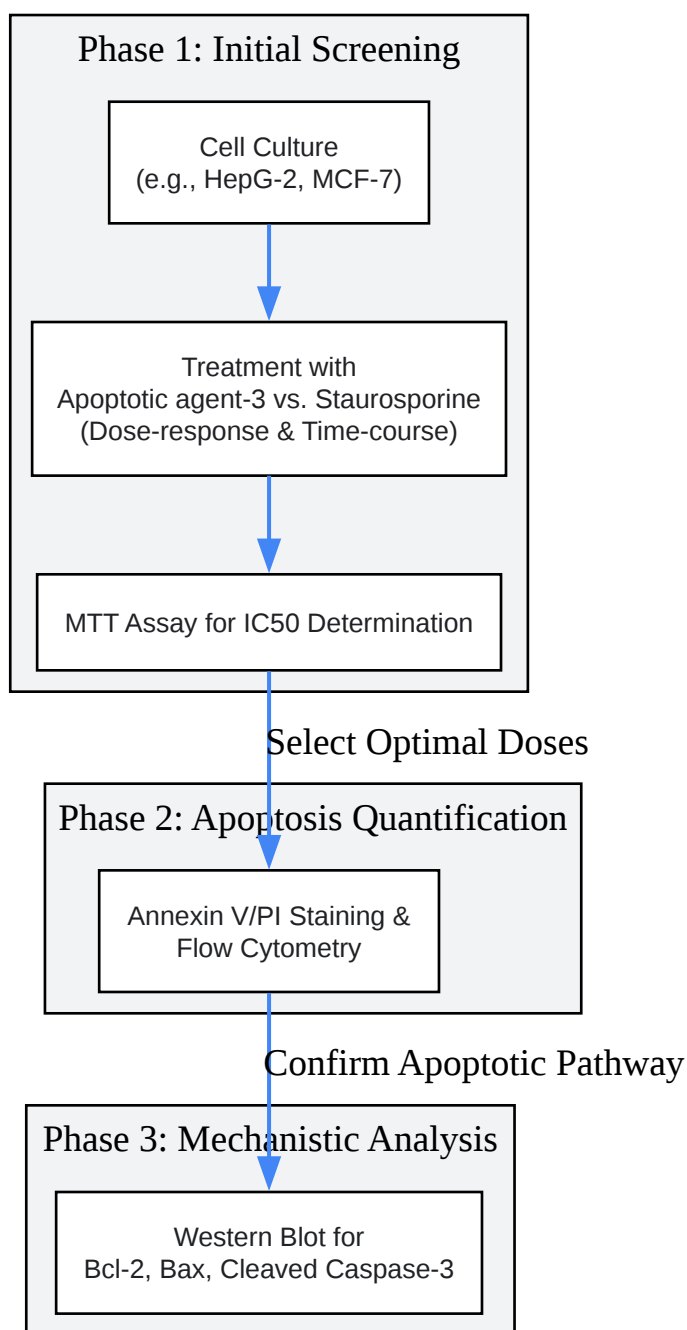 Phase 1: Initial Screening
Cell Culture
(e.g., HepG-2, MCF-7)
Treatment with
Apoptotic agent-3 vs. Staurosporine
(Dose-response & Time-course)
MTT Assay for IC50 Determination
Select Optimal Doses
Phase 2: Apoptosis Quantification
Annexin V/PI Staining &
Flow Cytometry
Confirm Apoptotic Pathway
Phase 3: Mechanistic Analysis
Western Blot for
Bcl-2, Bax, Cleaved Caspase-3